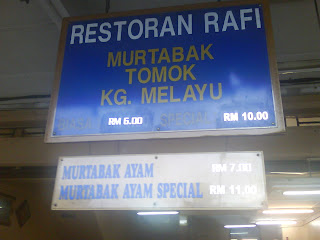 RESTORAN RAFI
MURTABAK
TOMOK
KG. MELAYU
RM 6.00 SPECIAL RM 10.00
MURTABAK AYAM RM 7.00
MURTABAK AYAM SPECIAL RM 11.00